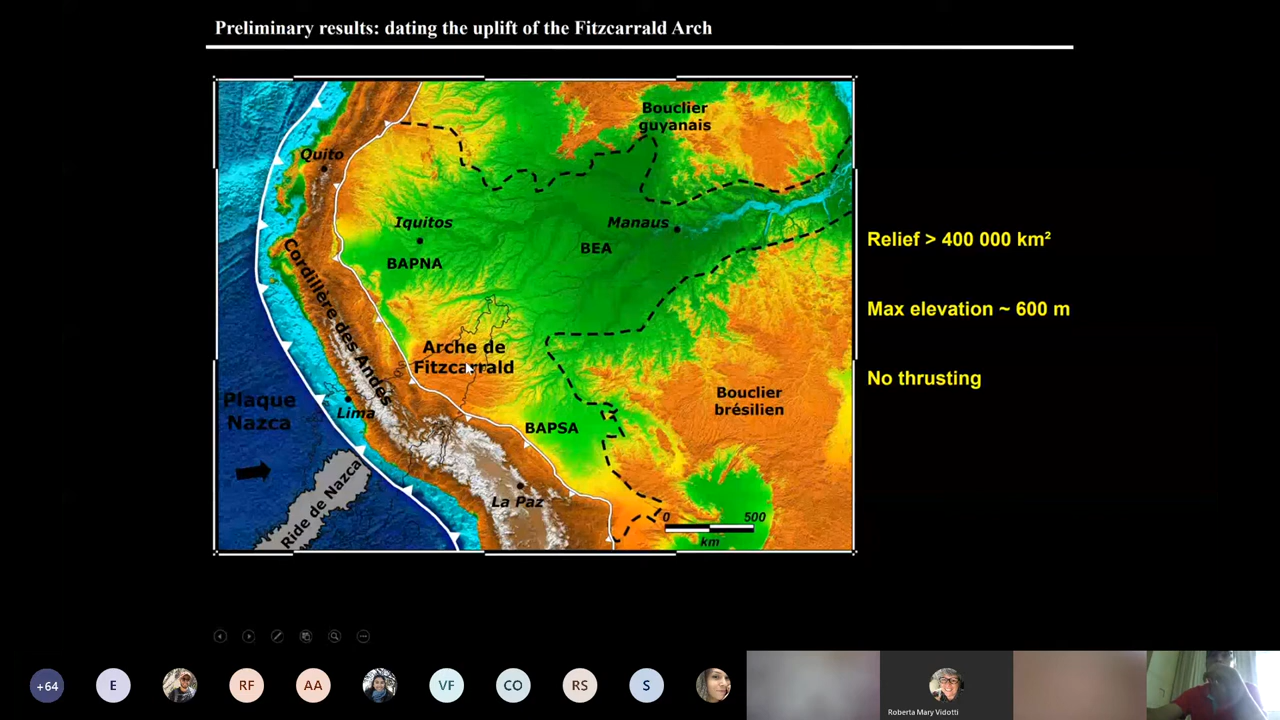 Preliminary results: dating the uplift of the Fitzcarrald Arch
Bouclier
guyanais
Quito
Iquitos
Manaus
BEA
BAPNA
Cordillère des Andes
Arche de
Fitzcarrald
Bouclier
brésilien
Plaque
Nazca
Lima
BAPSA
Ride de Nazca
La Paz
0 500
km
Relief > 400 000 km²
Max elevation ~ 600 m
No thrusting
+64
E
RF
AA
VF
CO
RS
S
Roberta Mary Vidotti